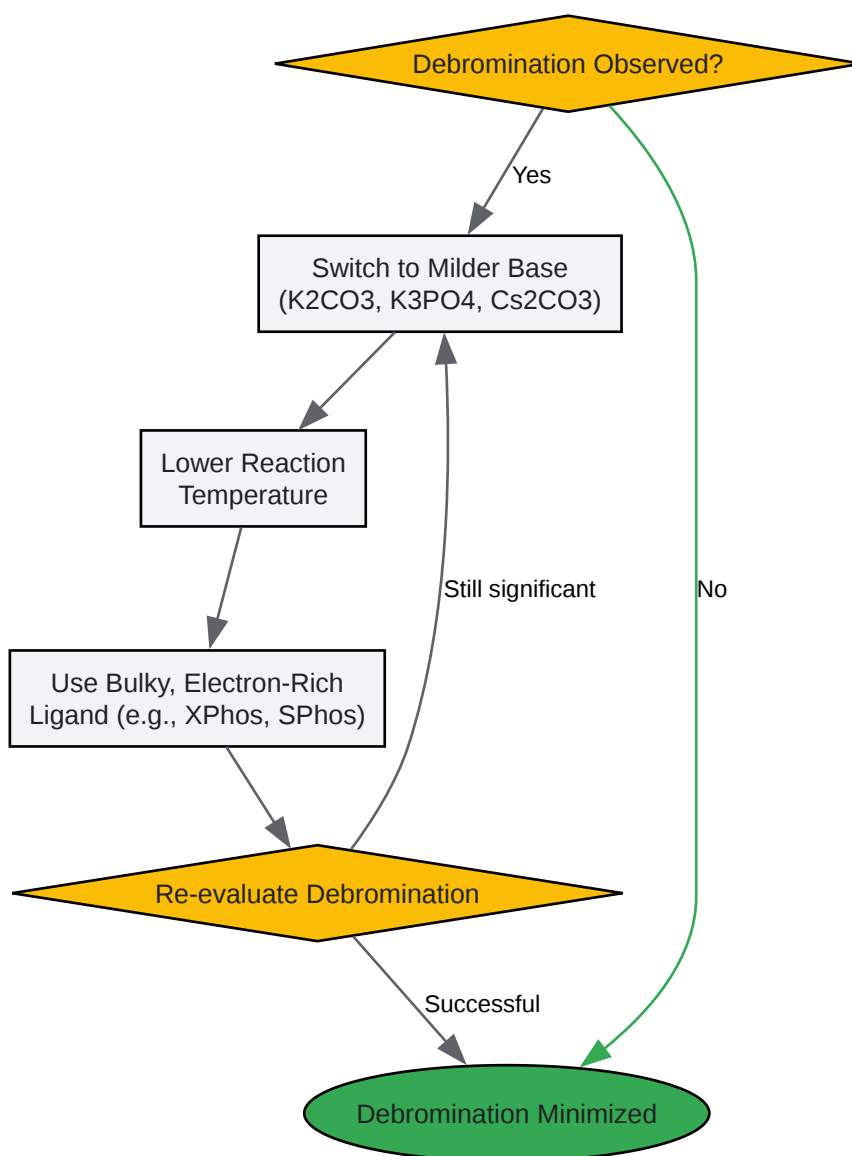 Debromination Observed?
Yes
Switch to Milder Base
(K2CO3, K3PO4, Cs2CO3)
Lower Reaction
Temperature
Still significant
No
Use Bulky, Electron-Rich
Ligand (e.g., XPhos, SPhos)
Re-evaluate Debromination
Successful
Debromination Minimized